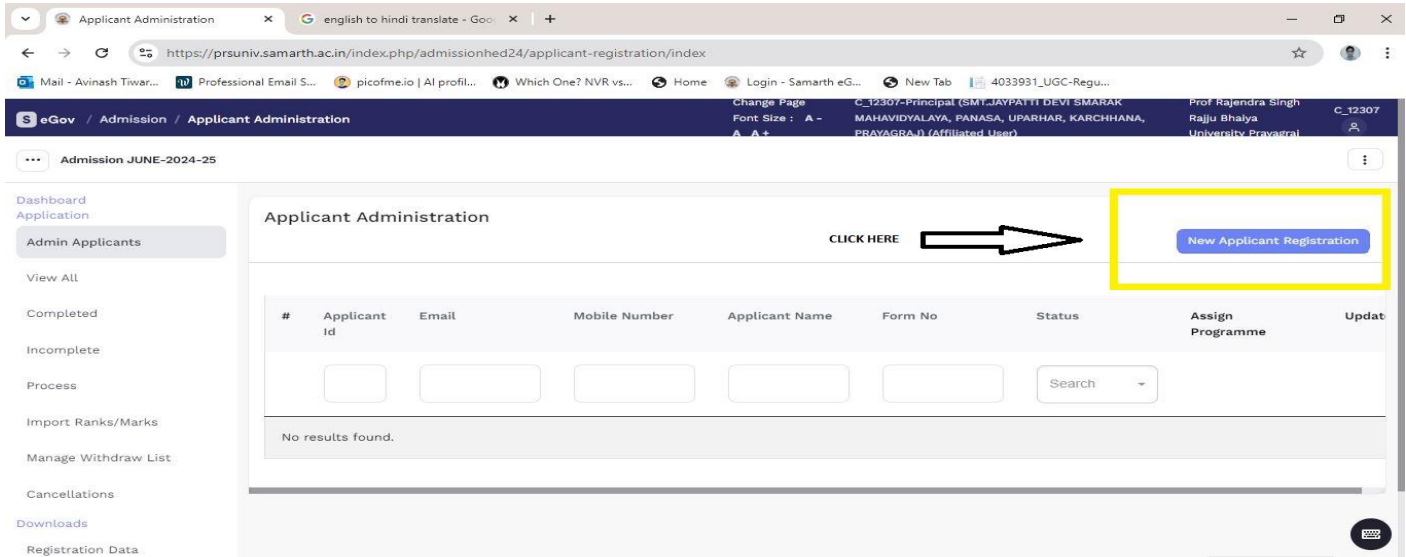 Applicant Administration
english to hindi translate - Goo
https://prsuniv.samarth.ac.in/index.php/admissionhed24/applicant-registration/index
Mail - Avinash Tiwar... Professional Email S... picofme.io | AI profil... Which One? NVR vs... Home Login - Samarth eG... New Tab 4033931_UGC-Regu...
S eGov / Admission / Applicant Administration
Change Page
Font Size : A -
A A +
C_12307-Principal (SMT.JAYPATTI DEVI SMARAK
MAHAVIDYALAYA, PANASA, UPARHAR, KARCHHANA,
PRAYAGRAJ) (Affiliated User)
Prof Rajendra Singh
Rajju Bhaiya
University Prayagraj
C_12307
Admission JUNE-2024-25
Dashboard
Application
Admin Applicants
View All
Completed
Incomplete
Process
Import Ranks/Marks
Manage Withdraw List
Cancellations
Downloads
Registration Data
Applicant Administration
CLICK HERE
New Applicant Registration
# Applicant Id Email Mobile Number Applicant Name Form No Status Assign Programme Updat
Search
No results found.